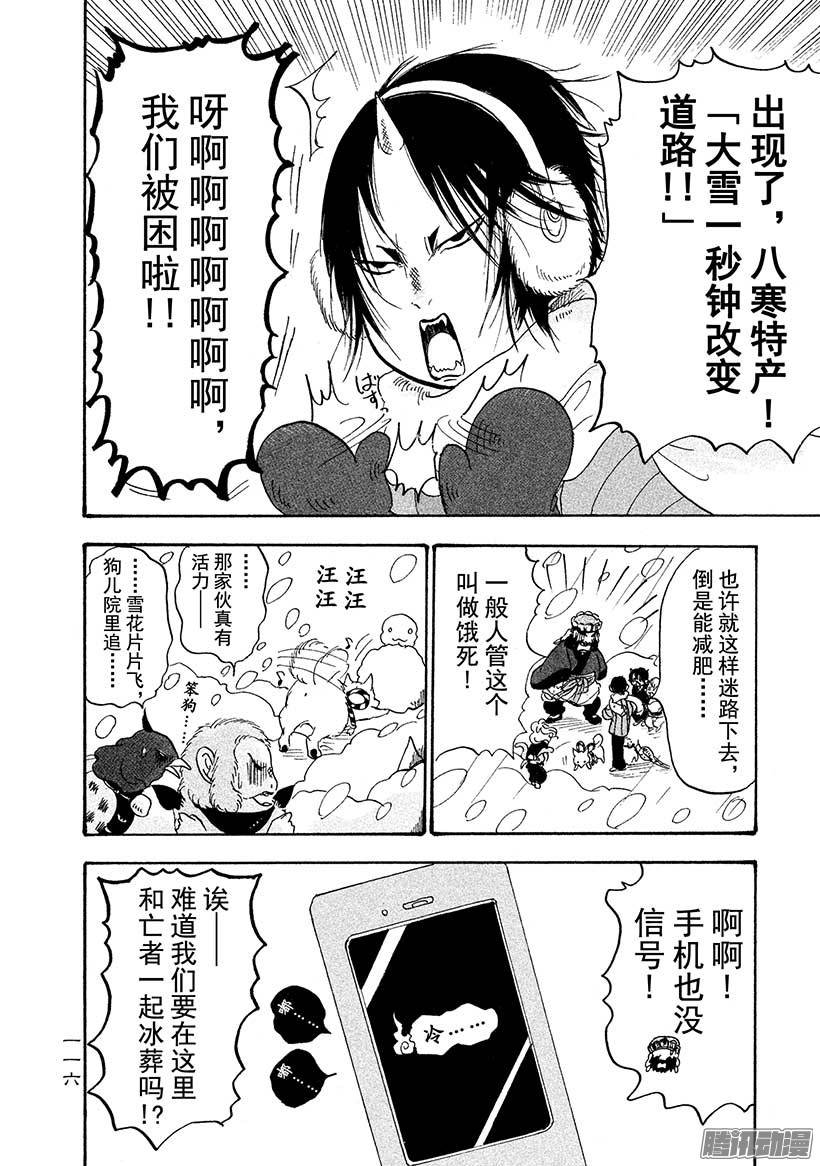 出现了，八寒特产！
「大雪一秒钟改变
道路!!」
呀啊啊啊啊啊啊啊，
我们被困啦!!
ばすっ
也许就这样迷路下去，
倒是能减肥……
一般人管这个
叫做饿死！
汪汪
汪汪
那家伙真有
活力——
笨狗……
……雪花片片飞，
狗儿院里追……
啊啊！
手机也没
信号！
冷……
诶——
难道我们要在这里
和亡者一起冰葬吗!?
一一六
腾讯动漫